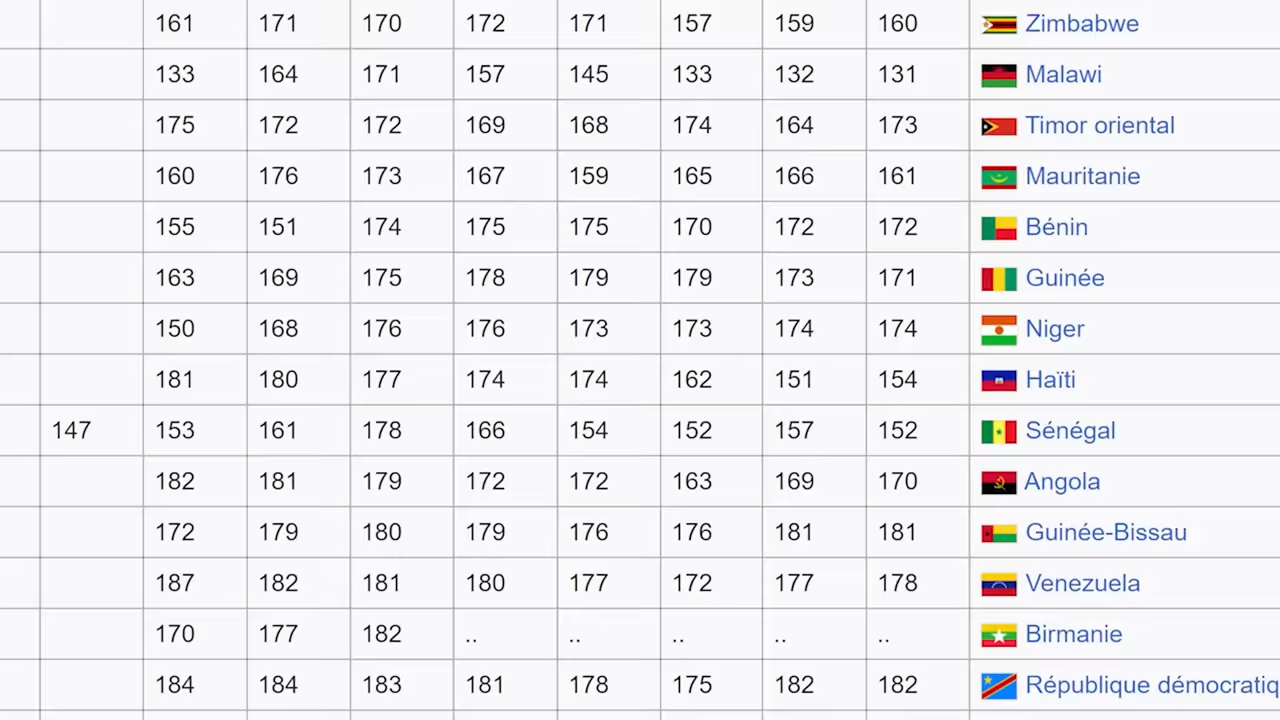 161 171 170 172 171 157 159 160 Zimbabwe
133 164 171 157 145 133 132 131 Malawi
175 172 172 169 168 174 164 173 Timor oriental
160 176 173 167 159 165 166 161 Mauritanie
155 151 174 175 175 170 172 172 Bénin
163 169 175 178 179 179 173 171 Guinée
150 168 176 176 173 173 174 174 Niger
181 180 177 174 174 162 151 154 Haïti
147 153 161 178 166 154 152 157 152 Sénégal
182 181 179 172 172 163 169 170 Angola
172 179 180 179 176 176 181 181 Guinée-Bissau
187 182 181 180 177 172 177 178 Venezuela
170 177 182 .. .. .. .. .. Birmanie
184 184 183 181 178 175 182 182 République démocratiq